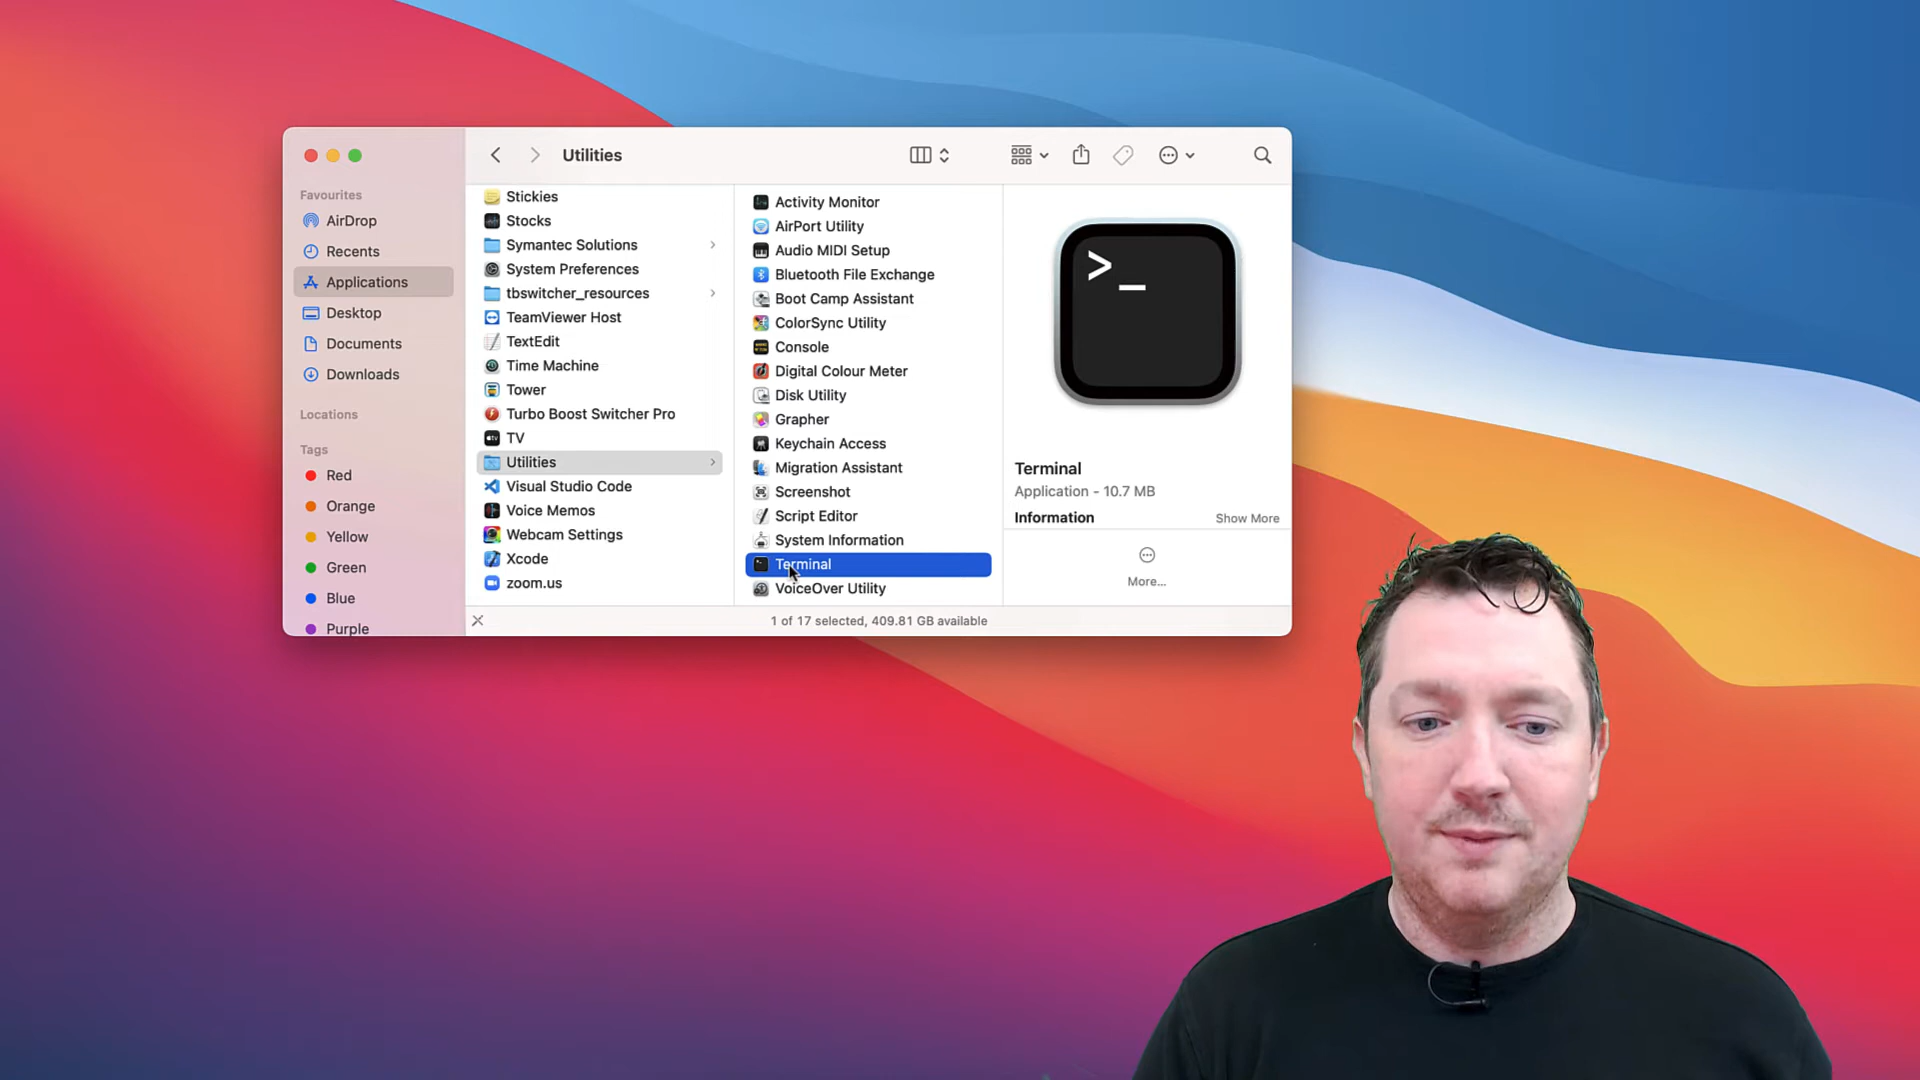 Utilities
Favourites
AirDrop
Recents
Applications
Desktop
Documents
Downloads
Locations
Tags
Red
Orange
Yellow
Green
Blue
Purple
Stickies
Stocks
Symantec Solutions
System Preferences
tbswitcher_resources
TeamViewer Host
TextEdit
Time Machine
Tower
Turbo Boost Switcher Pro
TV
Utilities
Visual Studio Code
Voice Memos
Webcam Settings
Xcode
zoom.us
Activity Monitor
AirPort Utility
Audio MIDI Setup
Bluetooth File Exchange
Boot Camp Assistant
ColorSync Utility
Console
Digital Colour Meter
Disk Utility
Grapher
Keychain Access
Migration Assistant
Screenshot
Script Editor
System Information
Terminal
VoiceOver Utility
>_
Terminal
Application - 10.7 MB
Information Show More
More...
1 of 17 selected, 409.81 GB available